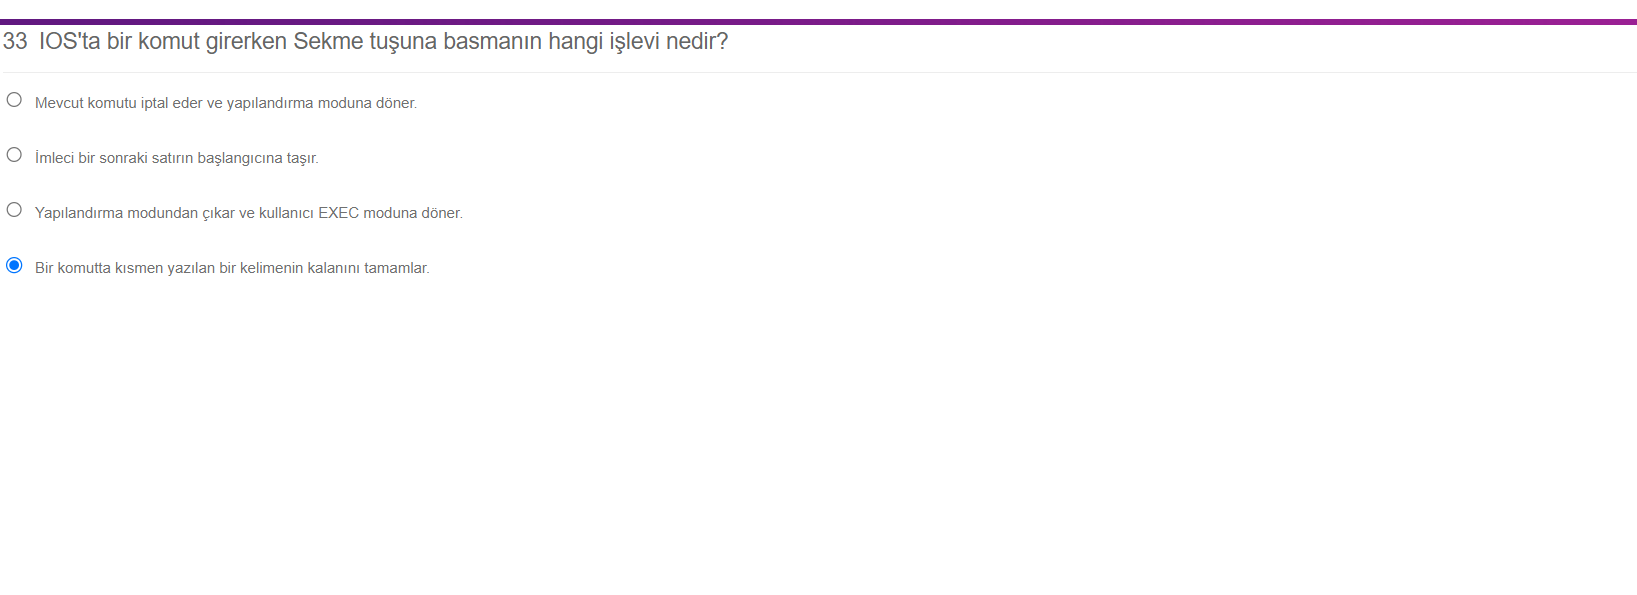 33 IOS'ta bir komut girerken Sekme tuşuna basmanın hangi işlevi nedir?
Mevcut komutu iptal eder ve yapılandırma moduna döner.
İmleci bir sonraki satırın başlangıcına taşır.
Yapılandırma modundan çıkar ve kullanıcı EXEC moduna döner.
Bir komutta kısmen yazılan bir kelimenin kalanını tamamlar.